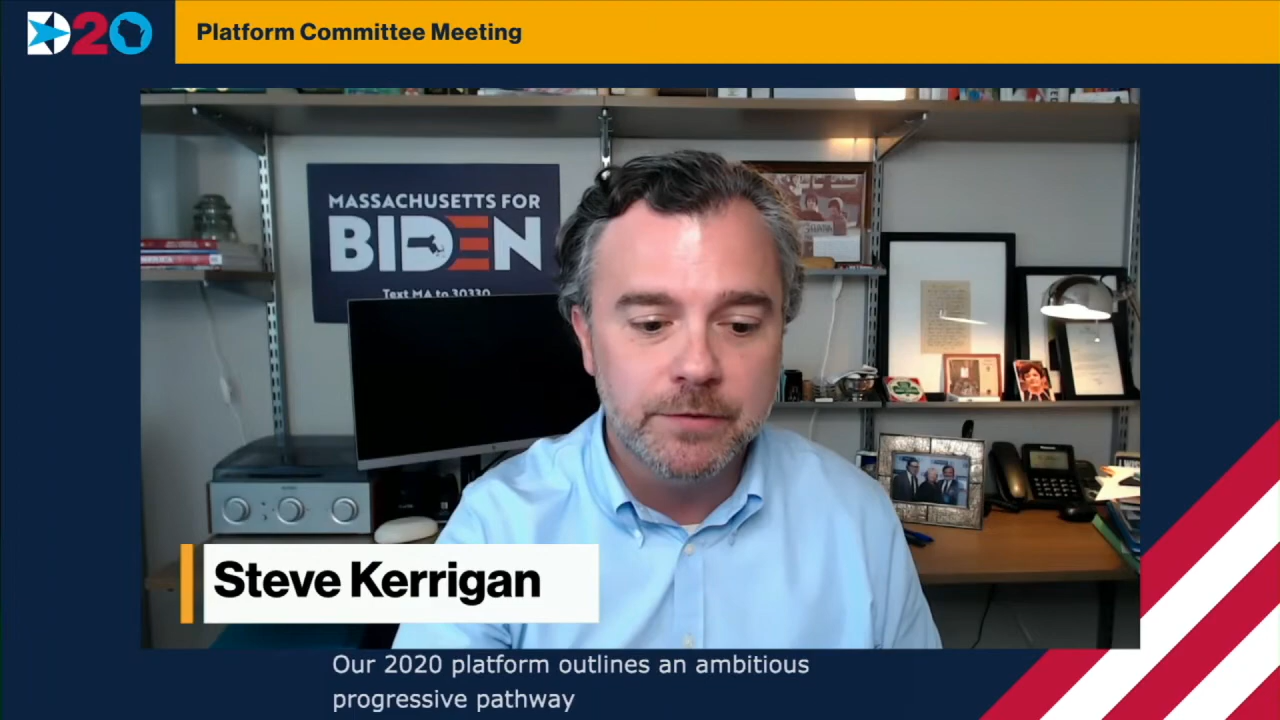 D20
Platform Committee Meeting
MASSACHUSETTS FOR
BIDEN
Text MA to 30330
Steve Kerrigan
Our 2020 platform outlines an ambitious
progressive pathway